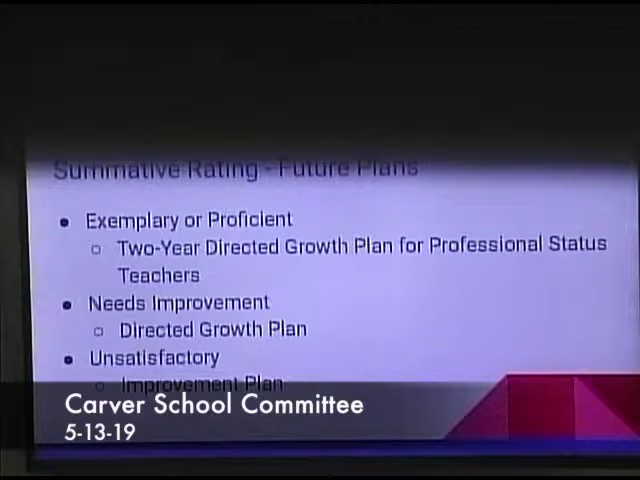 Summative Rating - Future Plans
• Exemplary or Proficient
○ Two-Year Directed Growth Plan for Professional Status
Teachers
• Needs Improvement
○ Directed Growth Plan
• Unsatisfactory
○ Improvement Plan
Carver School Committee
5-13-19